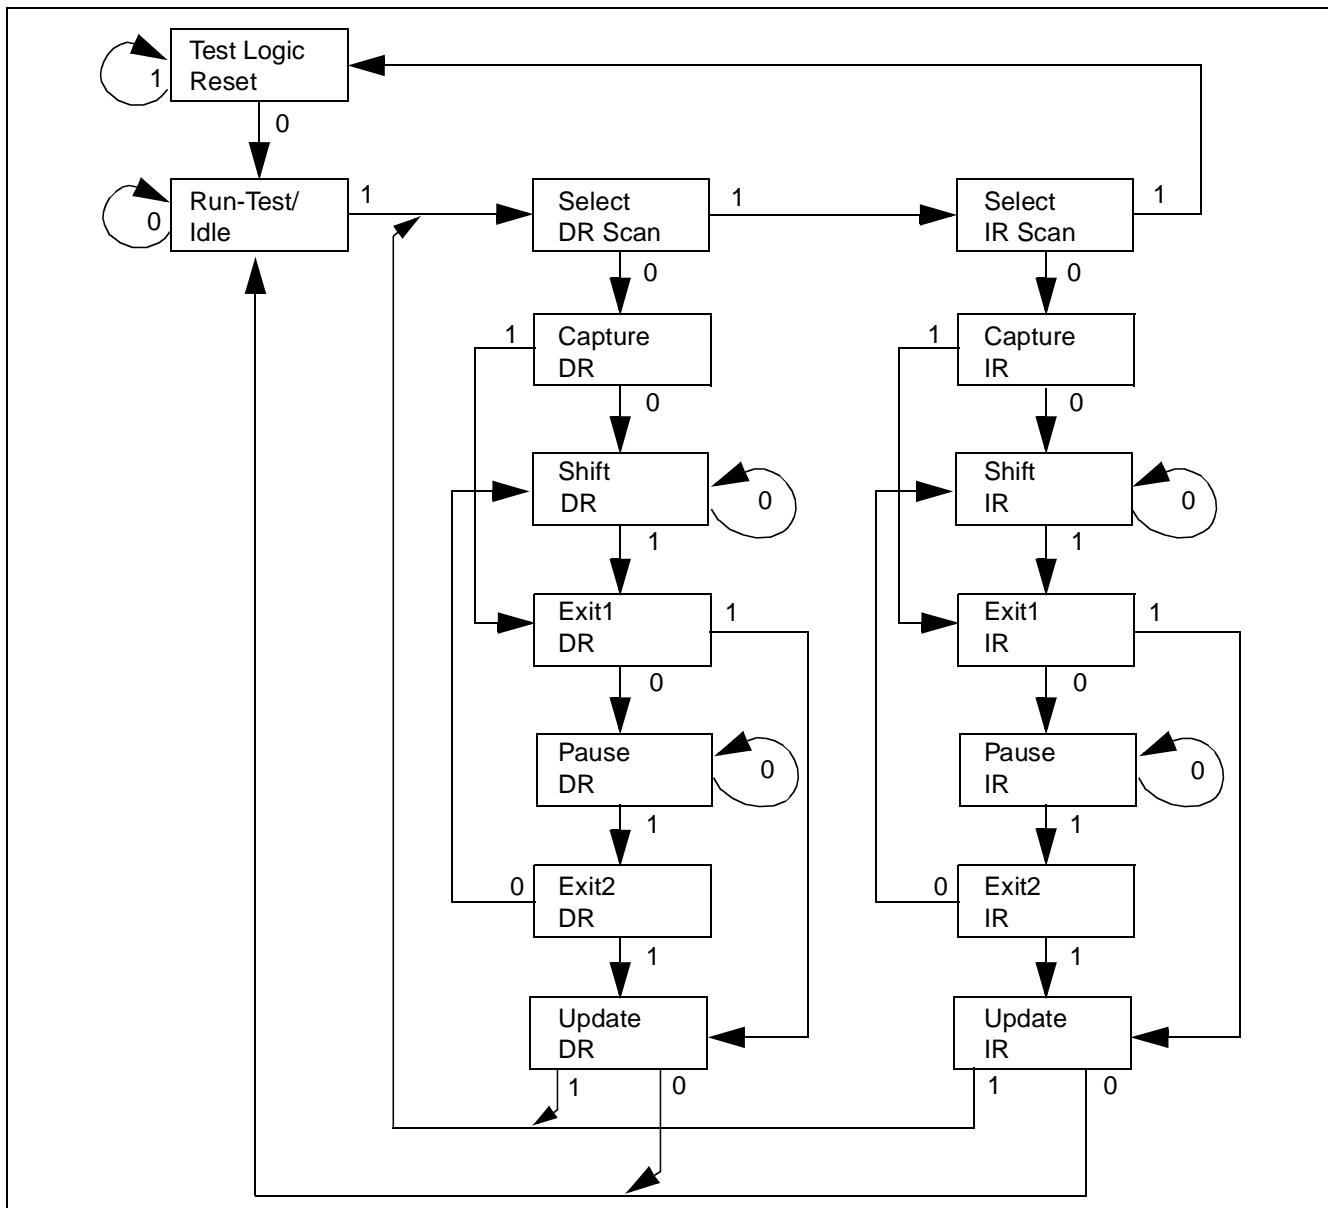 Test Logic
Reset
1
0
Run-Test/
Idle
0
1
Select
DR Scan
1
0
Select
IR Scan
1
0
Capture
DR
1
0
Capture
IR
1
0
Shift
DR
0
1
Shift
IR
0
1
Exit1
DR
1
0
Exit1
IR
1
0
Pause
DR
0
1
Pause
IR
0
1
Exit2
DR
0
1
Exit2
IR
0
1
Update
DR
1
0
Update
IR
1
0